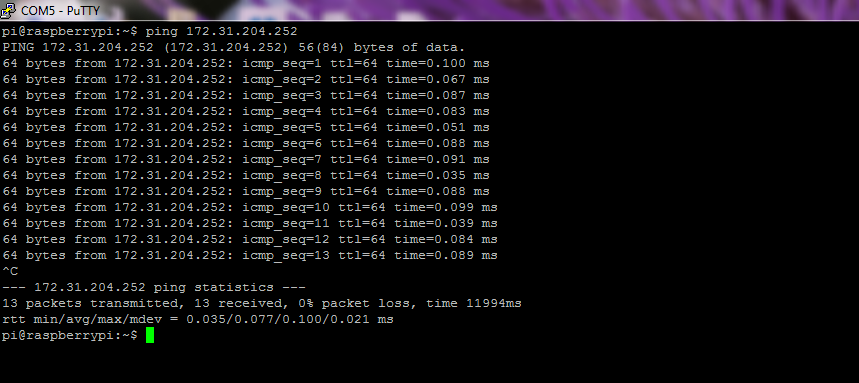 COM5 - PuTTY
pi@raspberrypi:~$ ping 172.31.204.252
PING 172.31.204.252 (172.31.204.252) 56(84) bytes of data.
64 bytes from 172.31.204.252: icmp_seq=1 ttl=64 time=0.100 ms
64 bytes from 172.31.204.252: icmp_seq=2 ttl=64 time=0.067 ms
64 bytes from 172.31.204.252: icmp_seq=3 ttl=64 time=0.087 ms
64 bytes from 172.31.204.252: icmp_seq=4 ttl=64 time=0.083 ms
64 bytes from 172.31.204.252: icmp_seq=5 ttl=64 time=0.051 ms
64 bytes from 172.31.204.252: icmp_seq=6 ttl=64 time=0.088 ms
64 bytes from 172.31.204.252: icmp_seq=7 ttl=64 time=0.091 ms
64 bytes from 172.31.204.252: icmp_seq=8 ttl=64 time=0.035 ms
64 bytes from 172.31.204.252: icmp_seq=9 ttl=64 time=0.088 ms
64 bytes from 172.31.204.252: icmp_seq=10 ttl=64 time=0.099 ms
64 bytes from 172.31.204.252: icmp_seq=11 ttl=64 time=0.039 ms
64 bytes from 172.31.204.252: icmp_seq=12 ttl=64 time=0.084 ms
64 bytes from 172.31.204.252: icmp_seq=13 ttl=64 time=0.089 ms
^C
--- 172.31.204.252 ping statistics ---
13 packets transmitted, 13 received, 0% packet loss, time 11994ms
rtt min/avg/max/mdev = 0.035/0.077/0.100/0.021 ms
pi@raspberrypi:~$